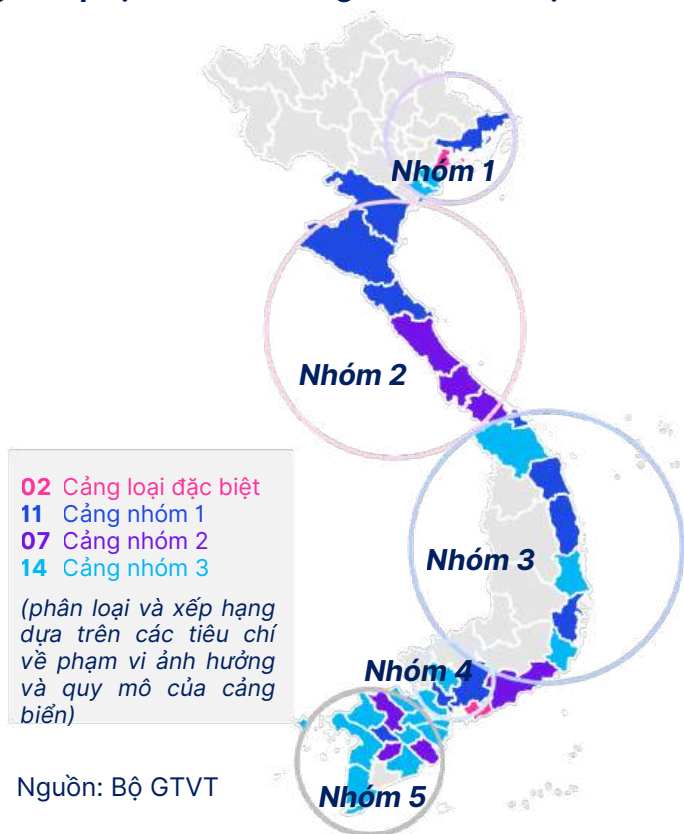 Nhóm 1
Nhóm 2
02 Cảng loại đặc biệt
11 Cảng nhóm 1
07 Cảng nhóm 2
14 Cảng nhóm 3
(phân loại và xếp hạng
dựa trên các tiêu chí
về phạm vi ảnh hưởng
và quy mô của cảng
biển)
Nhóm 3
Nhóm 4
Nguồn: Bộ GTVT
Nhóm 5